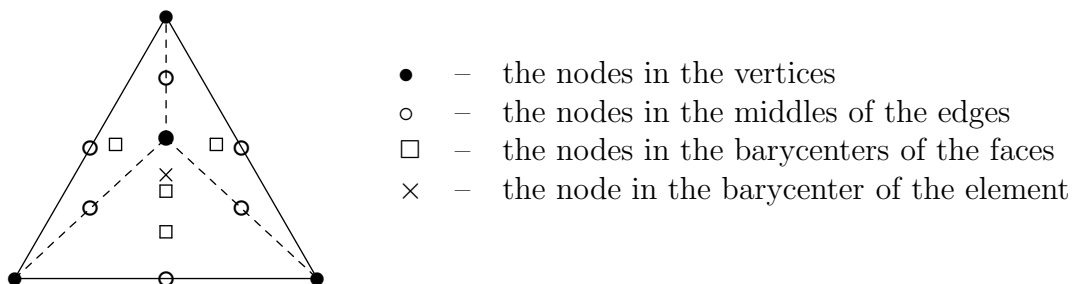 – the nodes in the vertices
– the nodes in the middles of the edges
– the nodes in the barycenters of the faces
– the node in the barycenter of the element